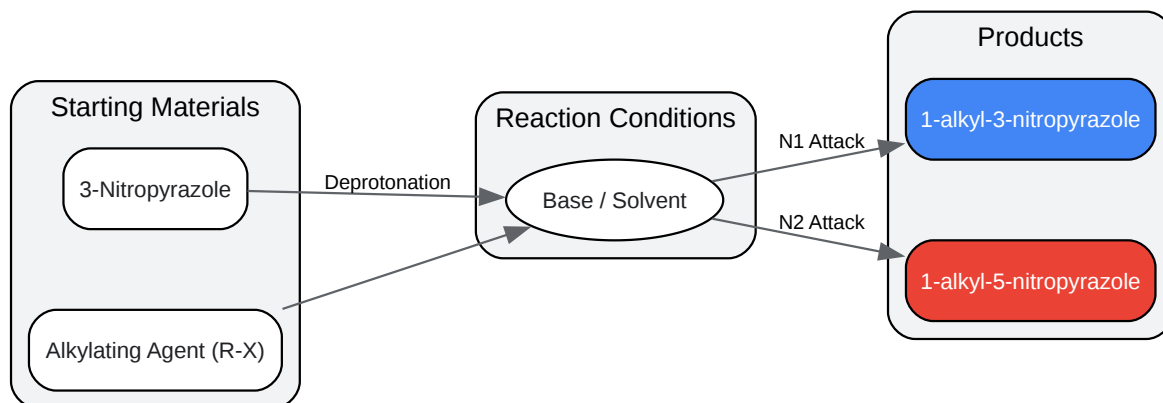 Starting Materials
3-Nitropyrazole
Alkylating Agent (R-X)
Deprotonation
Reaction Conditions
Base / Solvent
N1 Attack
N2 Attack
Products
1-alkyl-3-nitropyrazole
1-alkyl-5-nitropyrazole